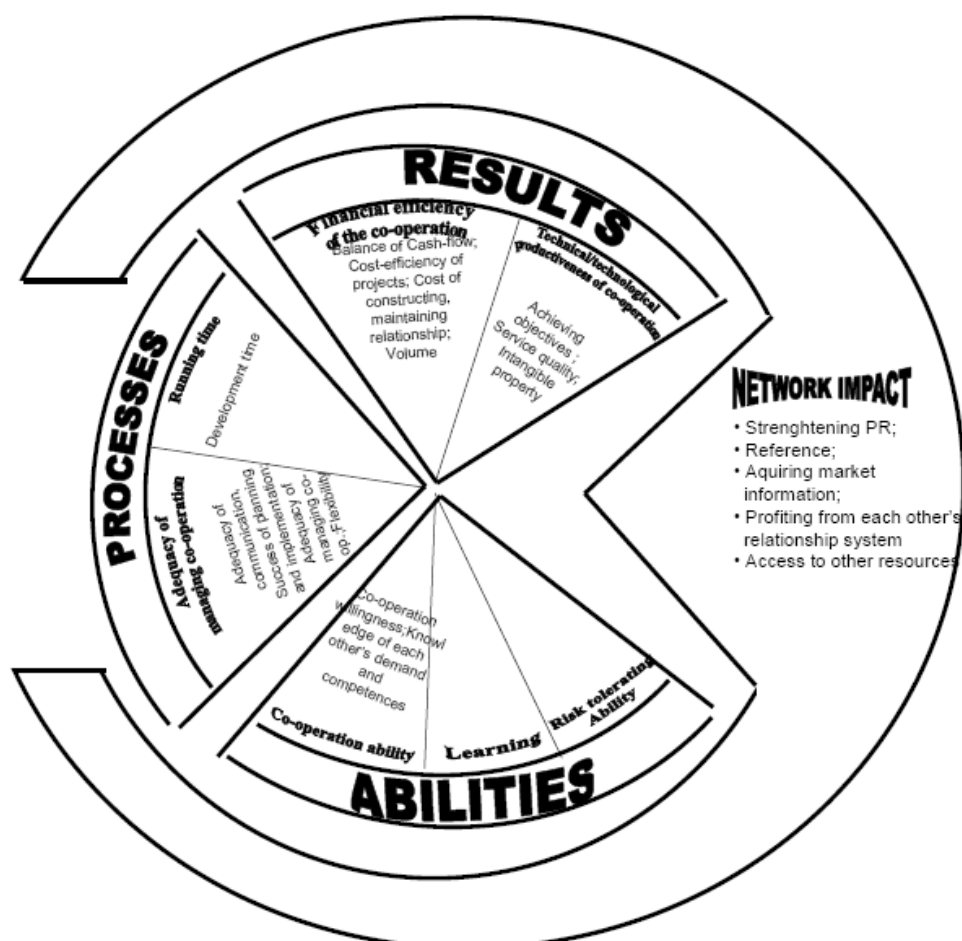 RESULTS
Financial efficiency
of the co-operation
Balance of Cash-flow;
Cost-efficiency of
projects; Cost of
constructing,
maintaining
relationship;
Volume
Technical/technological
productiveness of co-operation
Achieving
objectives ;
Service quality;
Intangible
property
PROCESSES
Running time
Development time
Adequacy of
managing co-operation
Adequacy of
communication,
Success of planning
and implementation;
Adequacy of
managing co-
op.;Flexibility
ABILITIES
Co-operation
willingness;Knowl
edge of each
other's demand
and
competences
Co-operation ability
Learning
Risk tolerating
Ability
NETWORK IMPACT
• Strenghtening PR;
• Reference;
• Aquiring market
information;
• Profiting from each other's
relationship system
• Access to other resources